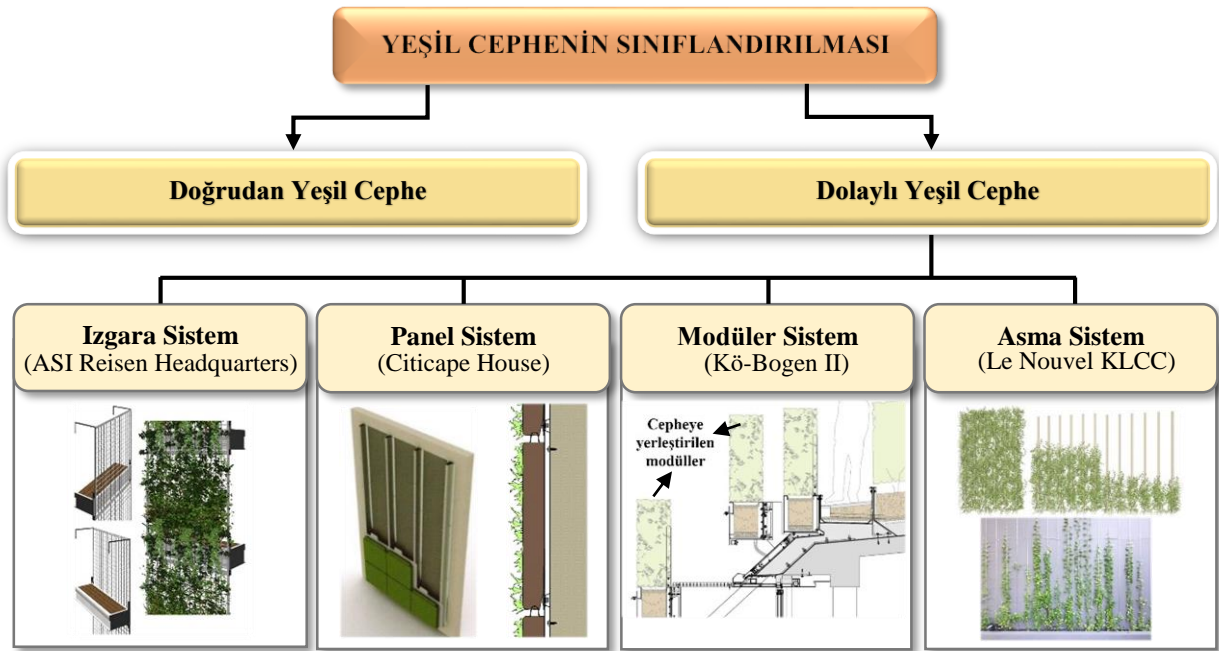 YEŞİL CEPHENİN SINIFLANDIRILMASI
Doğrudan Yeşil Cephe
Dolaylı Yeşil Cephe
Izgara Sistem
(ASI Reisen Headquarters)
Panel Sistem
(Citicape House)
Modüler Sistem
(Kö-Bogen II)
Asma Sistem
(Le Nouvel KLCC)
Cepheye
yerleştirilen
modüller